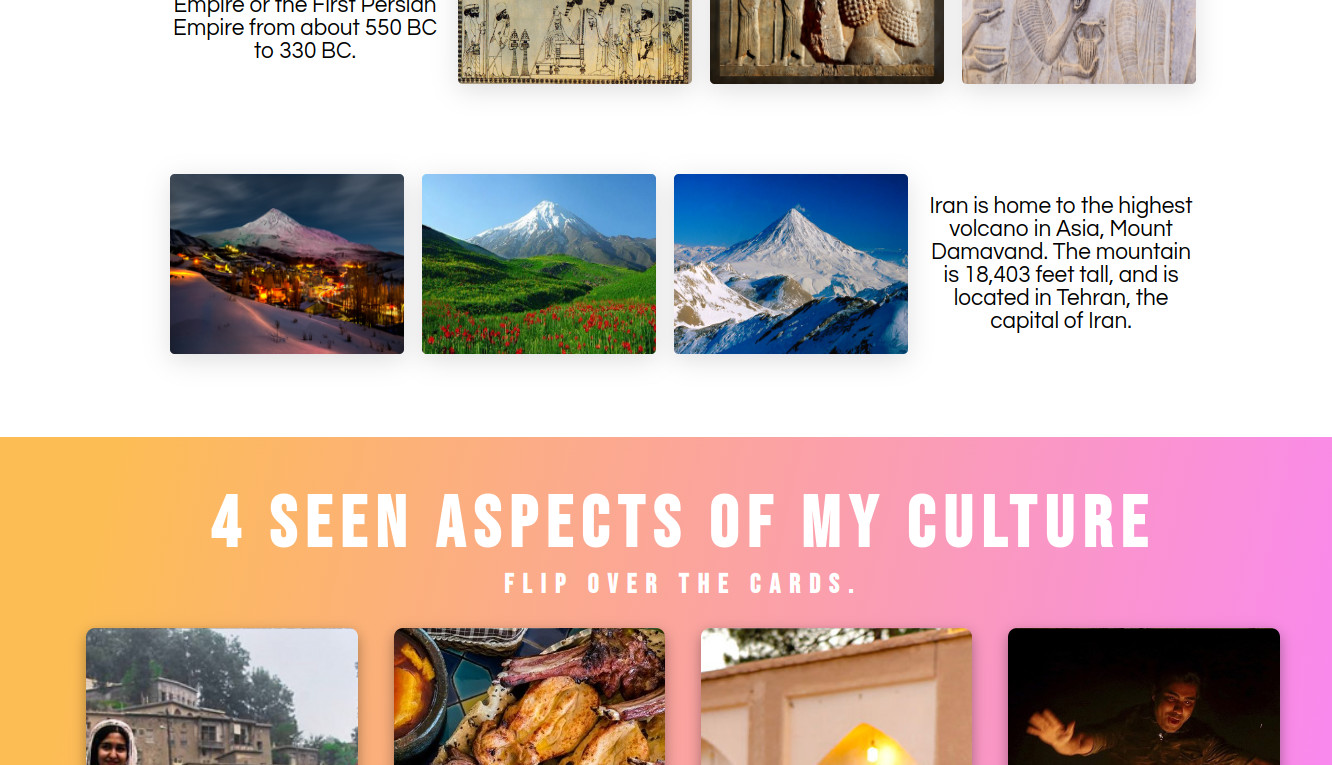 Empire or the First Persian
Empire from about 550 BC
to 330 BC.
Iran is home to the highest
volcano in Asia, Mount
Damavand. The mountain
is 18,403 feet tall, and is
located in Tehran, the
capital of Iran.
4 SEEN ASPECTS OF MY CULTURE
FLIP OVER THE CARDS.